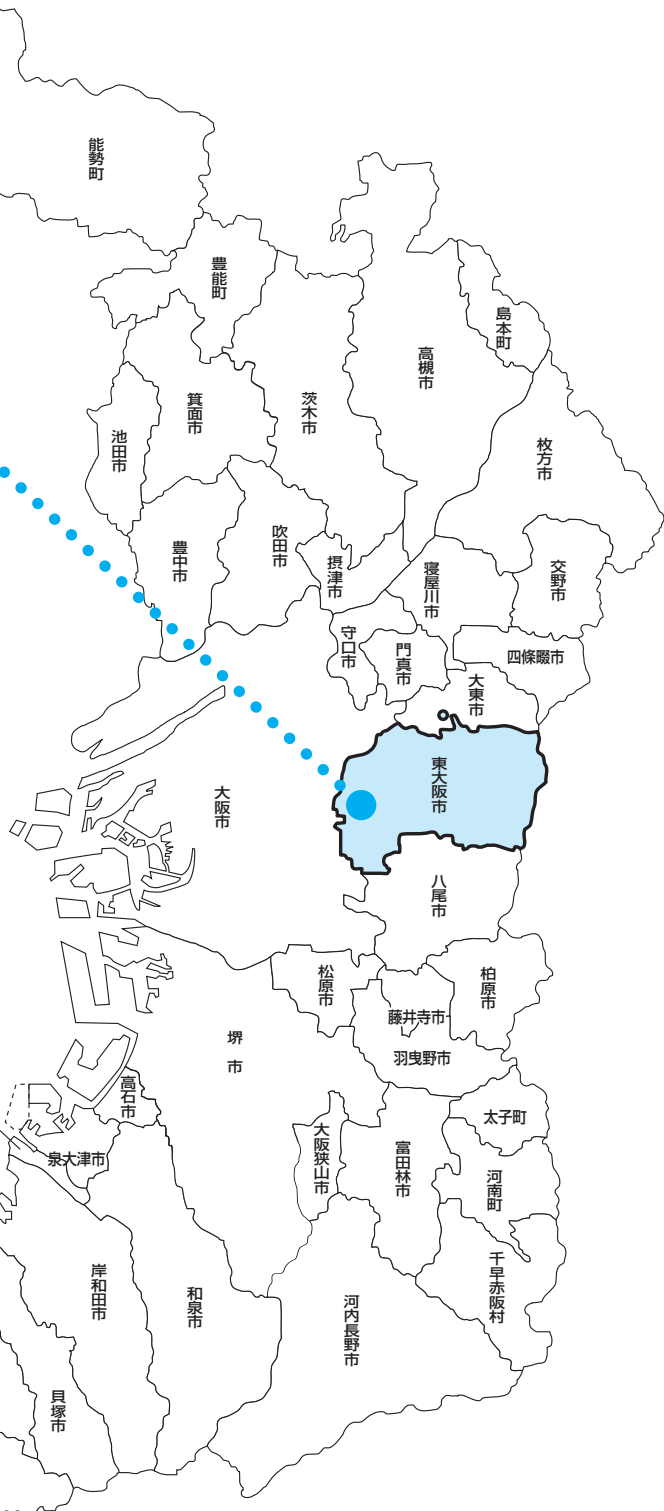 能勢町
豊能町
島本町
高槻市
茨木市
箕面市
池田市
枚方市
吹田市
豊中市
摂津市
寝屋川市
交野市
守口市
門真市
四條畷市
大東市
東大阪市
大阪市
八尾市
松原市
柏原市
藤井寺市
堺市
羽曳野市
高石市
太子町
大阪狭山市
富田林市
泉大津市
河南町
千早赤阪村
岸和田市
和泉市
河内長野市
貝塚市